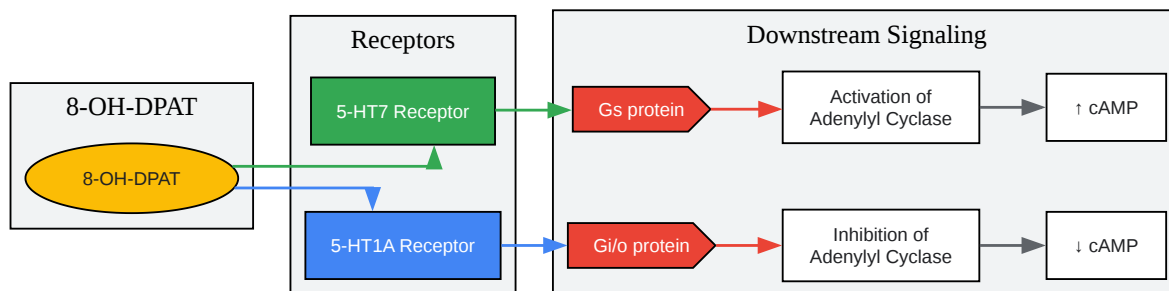 8-OH-DPAT
8-OH-DPAT
Receptors
5-HT7 Receptor
5-HT1A Receptor
Downstream Signaling
Gs protein
Activation of
Adenylyl Cyclase
↑ cAMP
Gi/o protein
Inhibition of
Adenylyl Cyclase
↓ cAMP